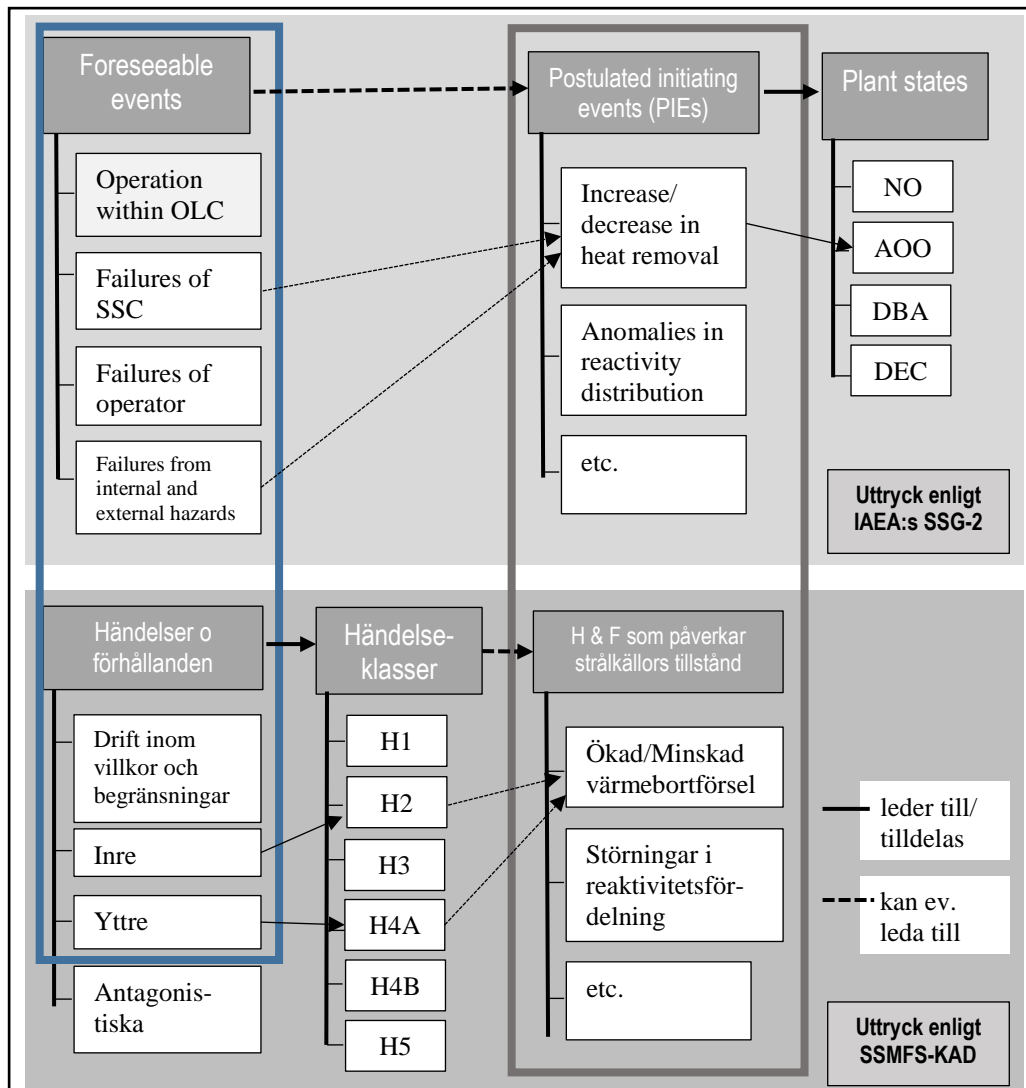 Foreseeable
events
Operation
within OLC
Failures of
SSC
Failures of
operator
Failures from
internal and
external hazards
Postulated initiating
events (PIEs)
Increase/
decrease in
heat removal
Anomalies in
reactivity
distribution
etc.
Plant states
NO
AOO
DBA
DEC
Uttryck enligt
IAEA:s SSG-2
Händelser o
förhållanden
Drift inom
villkor och
begränsningar
Inre
Yttre
Antagonis-
tiska
Händelse-
klasser
H1
H2
H3
H4A
H4B
H5
H & F som påverkar
strålkällors tillstånd
Ökad/Minskad
värmebortförsel
Störningar i
reaktivitetsför-
delning
etc.
leder till/
tilldelas
kan ev.
leda till
Uttryck enligt
SSMFS-KAD